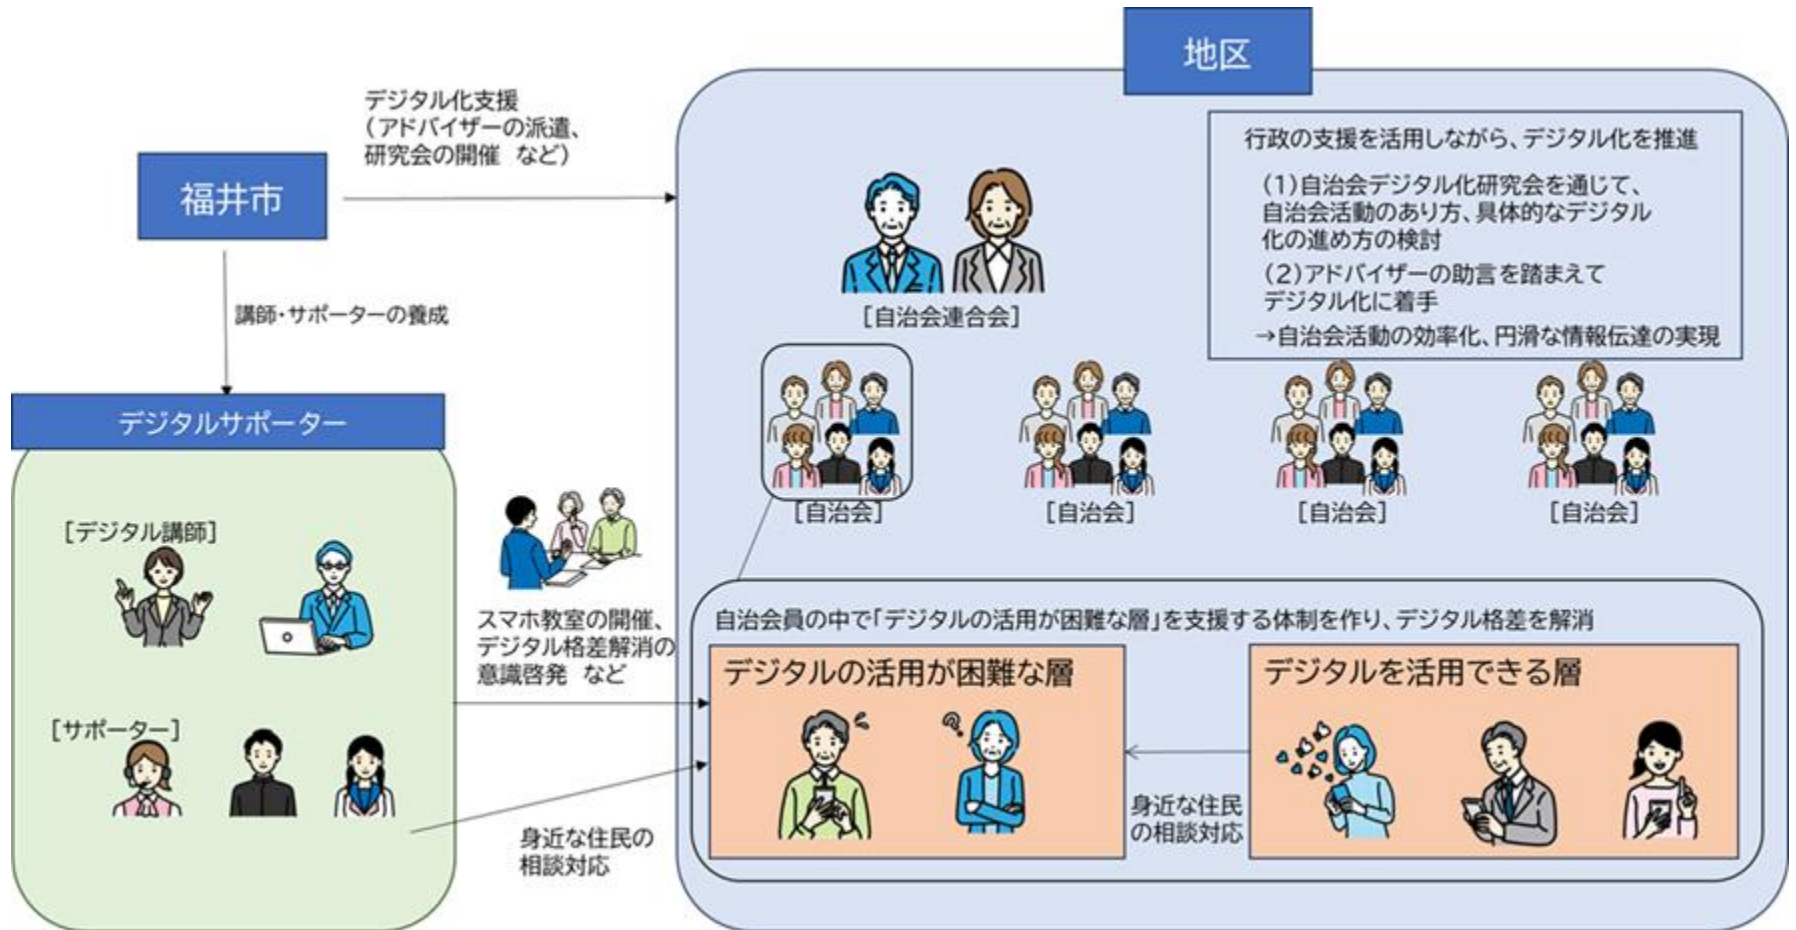 地区
デジタル化支援
（アドバイザーの派遣、
研究会の開催　など）
福井市
講師・サポーターの養成
行政の支援を活用しながら、デジタル化を推進
（１）自治会デジタル化研究会を通じて、
自治会活動のあり方、具体的なデジタル
化の進め方の検討
（２）アドバイザーの助言を踏まえて
デジタル化に着手
→自治会活動の効率化、円滑な情報伝達の実現
［自治会連合会］
［自治会］
［自治会］
［自治会］
［自治会］
デジタルサポーター
［デジタル講師］
［サポーター］
スマホ教室の開催、
デジタル格差解消の
意識啓発　など
身近な住民の
相談対応
自治会員の中で「デジタルの活用が困難な層」を支援する体制を作り、デジタル格差を解消
デジタルの活用が困難な層
身近な住民
の相談対応
デジタルを活用できる層